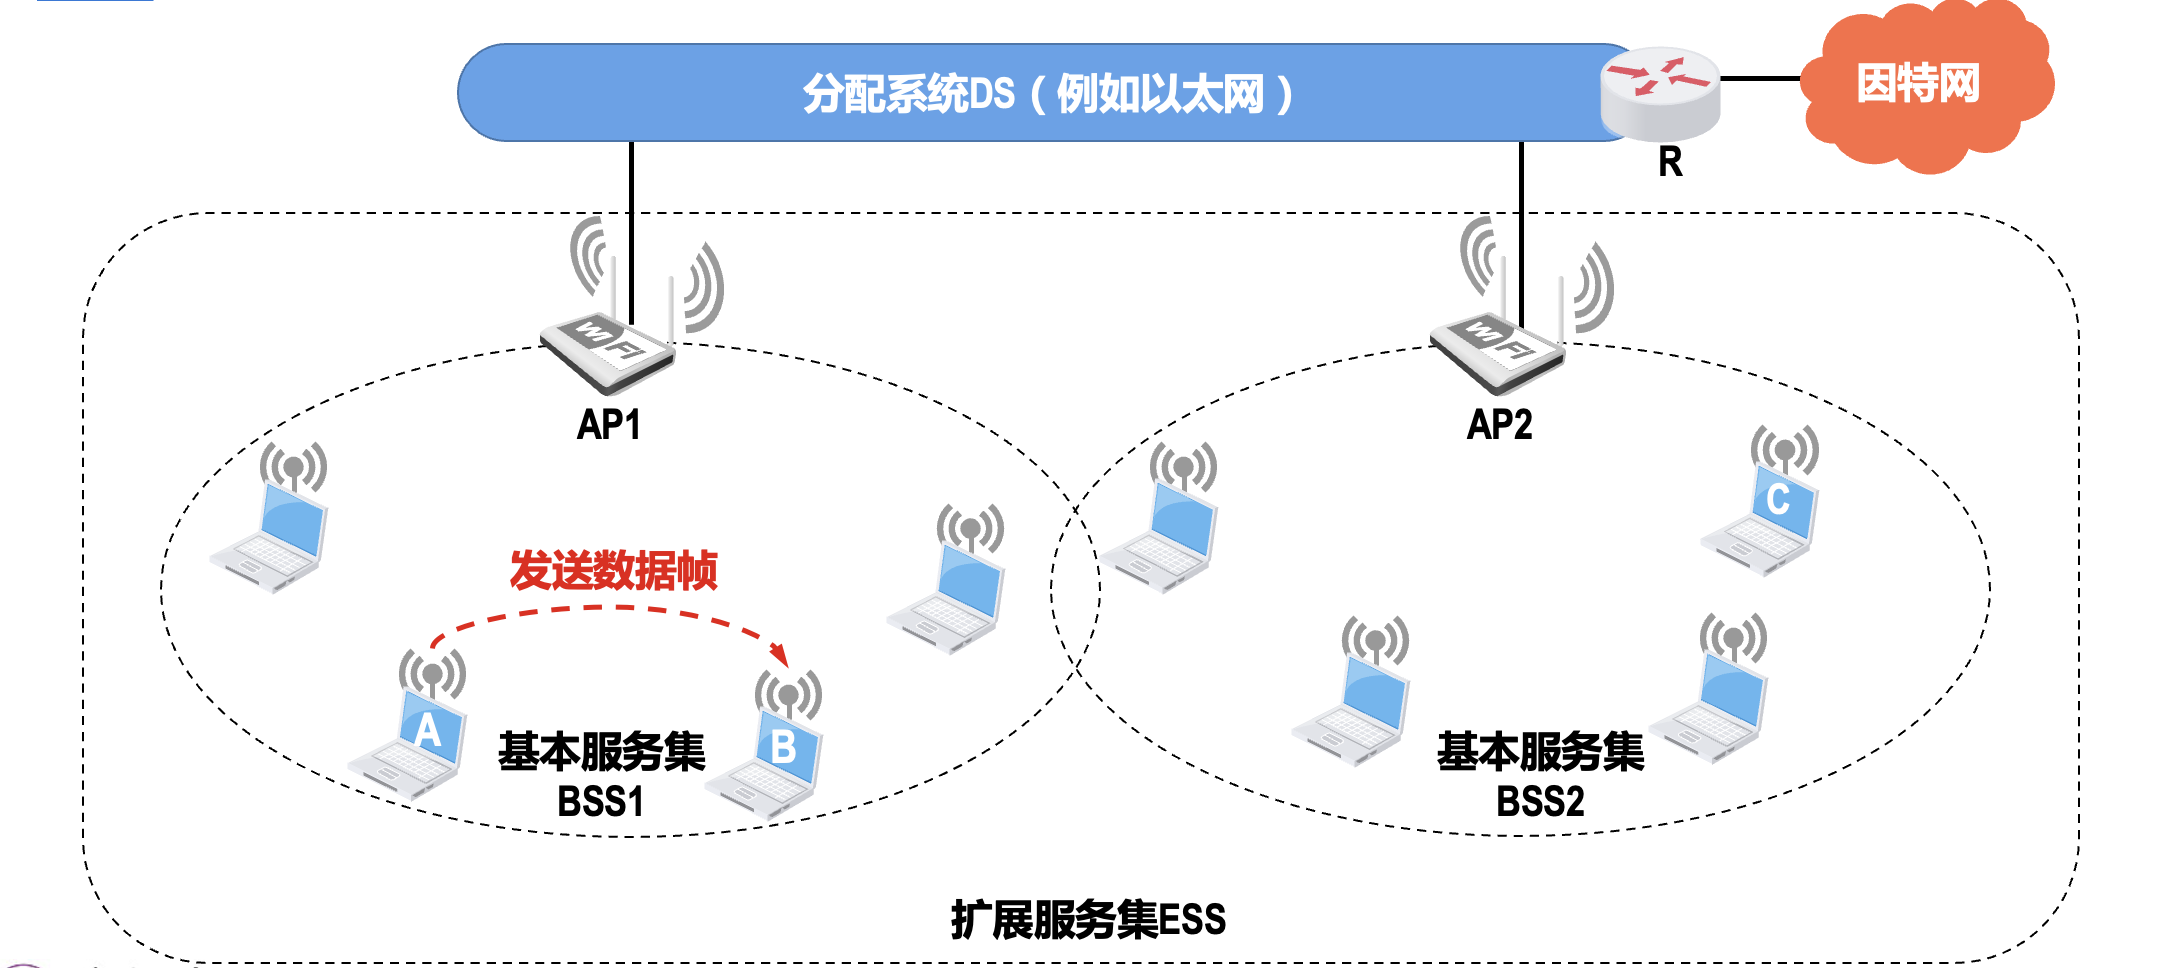 分配系统DS（例如以太网）
因特网
R
WiFi
WiFi
AP1
AP2
C
发送数据帧
A
B
基本服务集
BSS1
基本服务集
BSS2
扩展服务集ESS